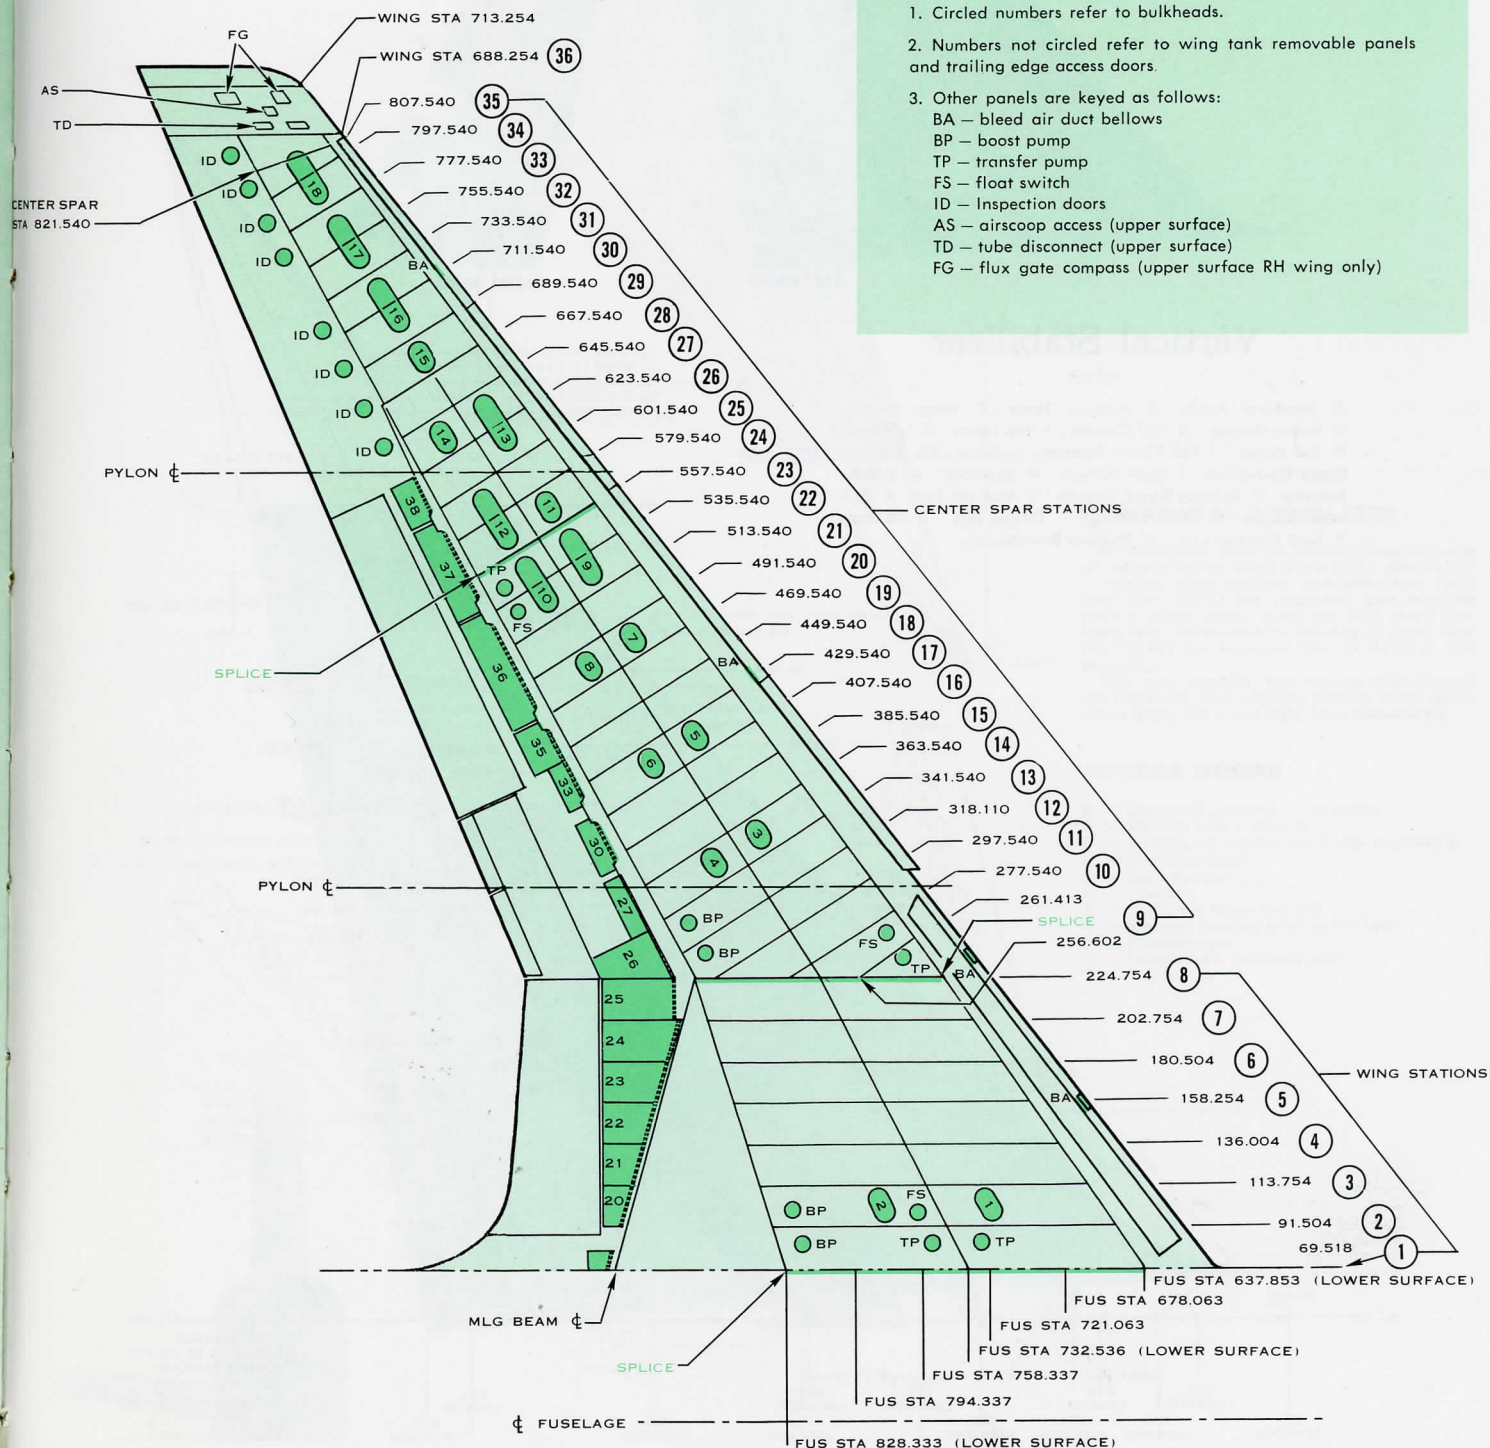 1. Circled numbers refer to bulkheads.
2. Numbers not circled refer to wing tank removable panels
and trailing edge access doors.
3. Other panels are keyed as follows:
BA — bleed air duct bellows
BP — boost pump
TP — transfer pump
FS — float switch
ID — Inspection doors
AS — airscoop access (upper surface)
TD — tube disconnect (upper surface)
FG — flux gate compass (upper surface RH wing only)
WING STA 713.254
FG
WING STA 688.254 36
AS
TD
807.540 35
797.540 34
777.540 33
755.540 32
733.540 31
711.540 30
689.540 29
667.540 28
645.540 27
623.540 26
601.540 25
579.540 24
557.540 23
535.540 22
513.540 21
491.540 20
469.540 19
449.540 18
429.540 17
407.540 16
385.540 15
363.540 14
341.540 13
318.110 12
297.540 11
277.540 10
261.413
SPLICE 9
256.602
224.754 8
202.754 7
180.504 6
158.254 5
136.004 4
113.754 3
91.504 2
69.518 1
CENTER SPAR STATIONS
WING STATIONS
ID
ID
ID
ID
ID
ID
ID
ID
CENTER SPAR
STA 821.540
18
17
BA
16
15
14
13
PYLON ℄
38
12
11
37
TP
10
9
FS
SPLICE
36
8
7
BA
35
6
5
33
30
4
3
PYLON ℄
27
BP
BP
FS
TP
BA
26
25
24
23
22
21
20
BA
BP
2
FS
1
BP
TP
TP
MLG BEAM ℄
SPLICE
FUS STA 637.853 (LOWER SURFACE)
FUS STA 678.063
FUS STA 721.063
FUS STA 732.536 (LOWER SURFACE)
FUS STA 758.337
FUS STA 794.337
℄ FUSELAGE
FUS STA 828.333 (LOWER SURFACE)